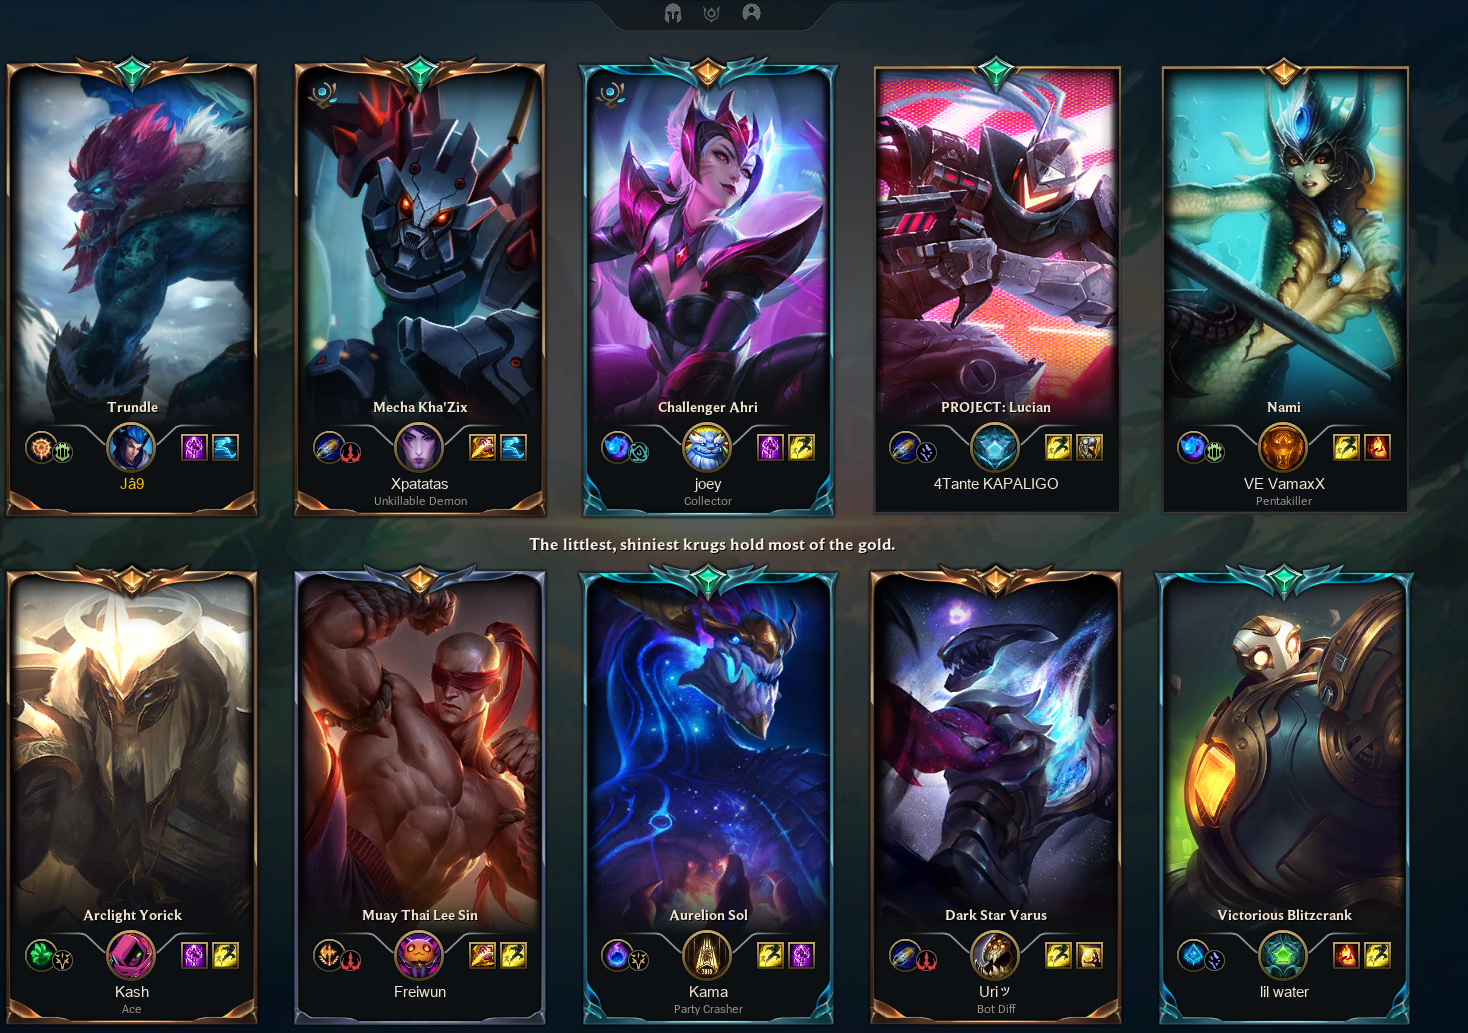 Trundle
Jâ9
Mecha Kha'Zix
Xpatatas
Unkillable Demon
Challenger Ahri
joey
Collector
PROJECT: Lucian
4Tante KAPALIGO
Nami
VE VamaxX
Pentakiller
The littlest, shiniest krugs hold most of the gold.
Arclight Yorick
Kash
Ace
Muay Thai Lee Sin
Freiwun
Aurelion Sol
2019
Kama
Party Crasher
Dark Star Varus
Uriッ
Bot Diff
Victorious Blitzcrank
lil water